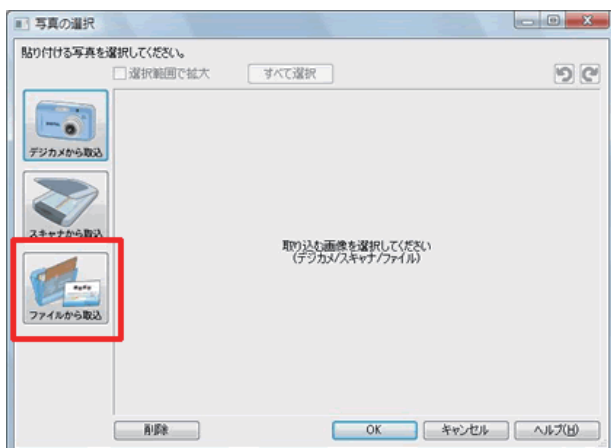 写真の選択
貼り付ける写真を選択してください。
選択範囲で拡大
すべて選択
デジカメから取込
スキャナから取込
ファイルから取込
取り込む画像を選択してください
(デジカメ/スキャナ/ファイル)
削除
OK
キャンセル
ヘルプ(H)